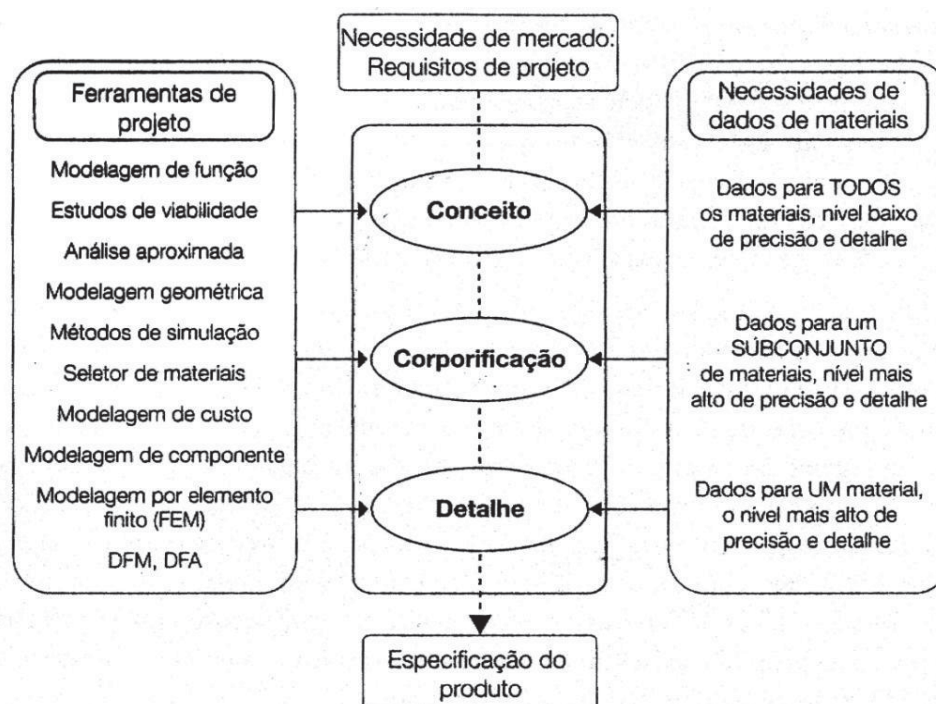 Necessidade de mercado:
Requisitos de projeto
Ferramentas de
projeto
Modelagem de função
Estudos de viabilidade
Análise aproximada
Modelagem geométrica
Métodos de simulação
Seletor de materiais
Modelagem de custo
Modelagem de componente
Modelagem por elemento
finito (FEM)
DFM, DFA
Conceito
Corporificação
Detalhe
Necessidades de
dados de materiais
Dados para TODOS
os materiais, nível baixo
de precisão e detalhe
Dados para um
SÚBCONJUNTO
de materiais, nível mais
alto de precisão e detalhe
Dados para UM material,
o nível mais alto de
precisão e detalhe
Especificação do
produto